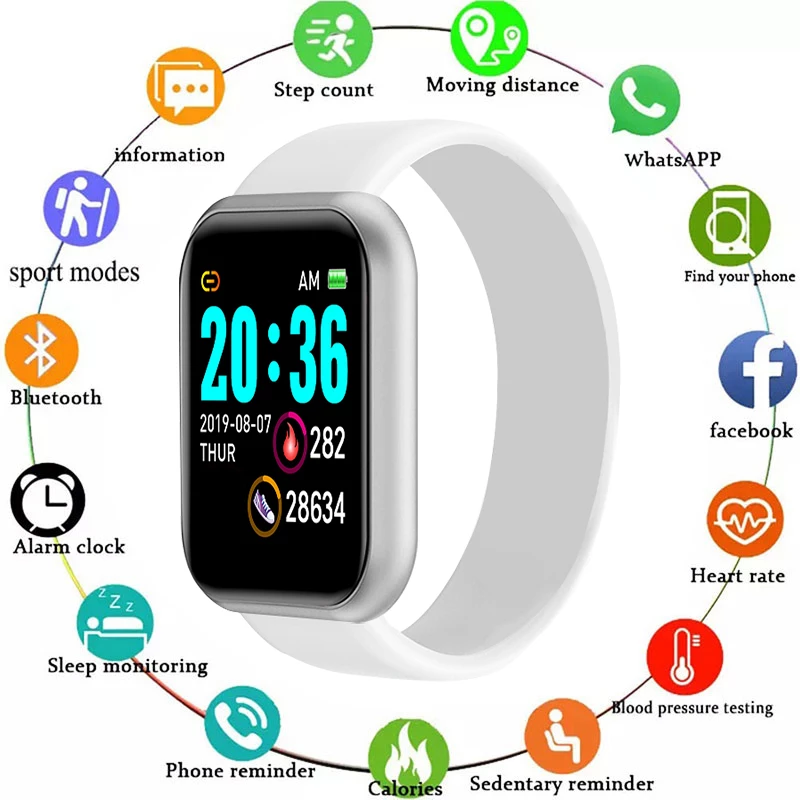 Step count
Moving distance
information
WhatsAPP
sport modes
Find your phone
AM
20:36
2019-08-07
THUR
282
28634
Bluetooth
facebook
Alarm clock
Heart rate
z Z Z
Sleep monitoring
Blood pressure testing
Phone reminder
Calories
Sedentary reminder